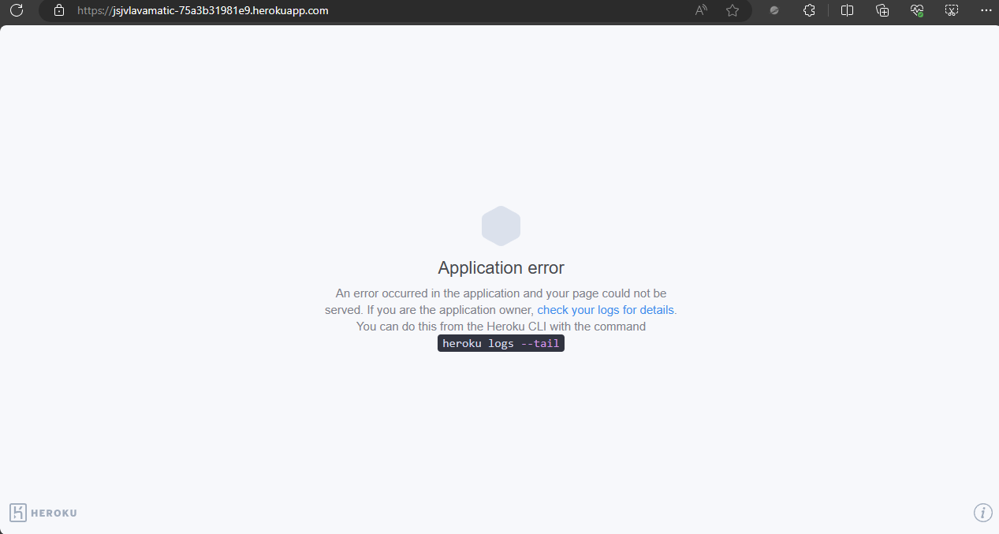 https://jsjvlavamatic-75a3b31981e9.herokuapp.com
Application error
An error occurred in the application and your page could not be
served. If you are the application owner, check your logs for details.
You can do this from the Heroku CLI with the command
heroku logs --tail
HEROKU